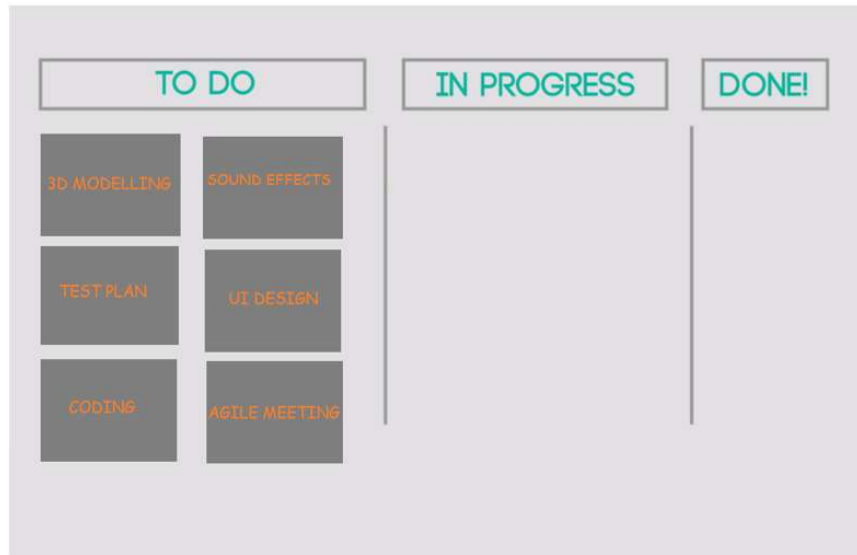 TO DO
IN PROGRESS
DONE!
3D MODELLING
SOUND EFFECTS
TEST PLAN
UI DESIGN
CODING
AGILE MEETING